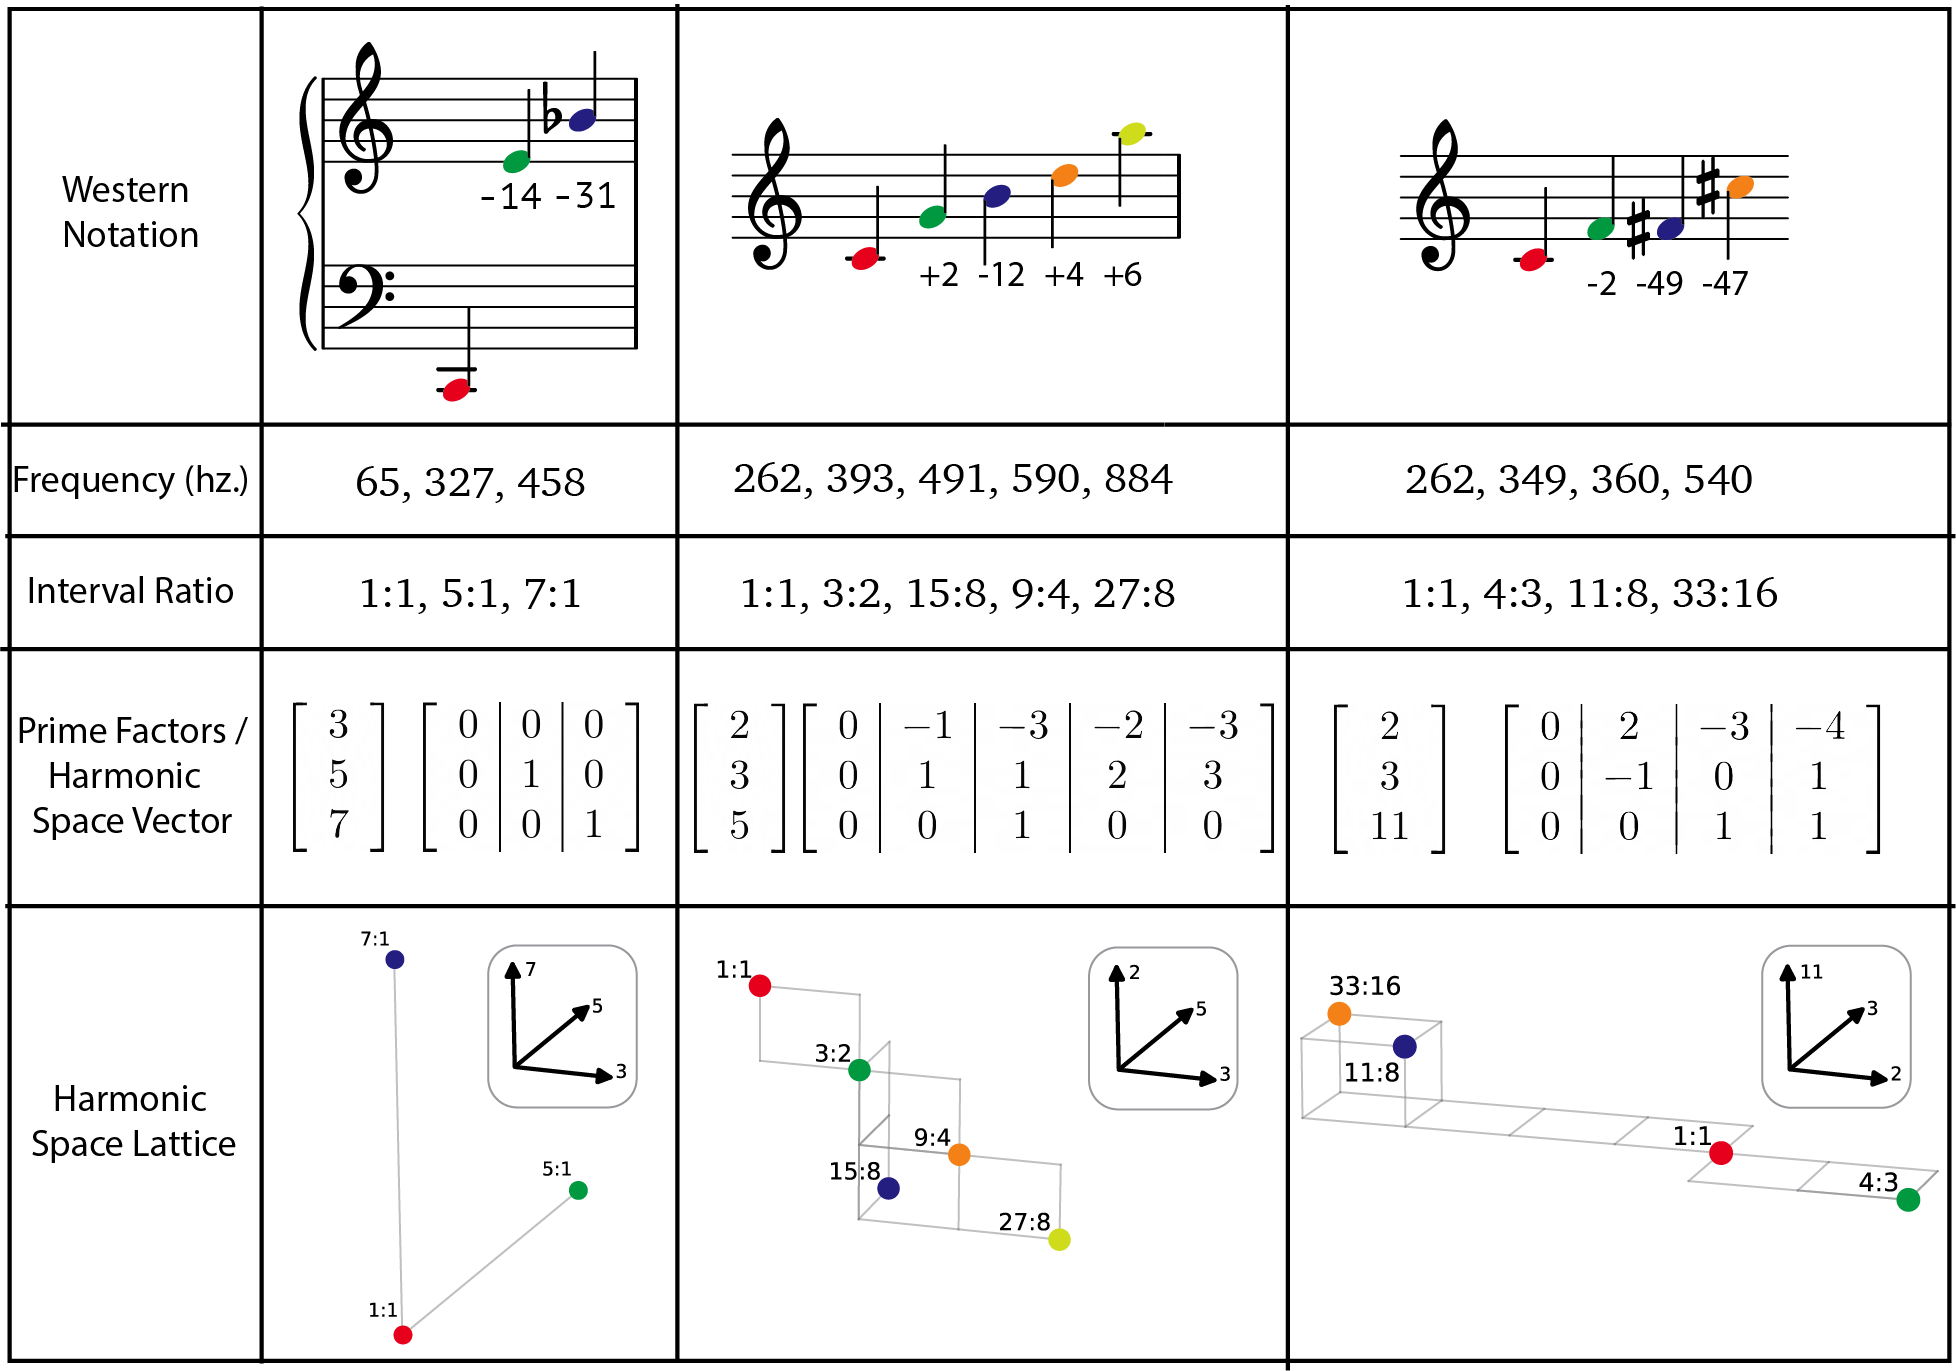 Western
Notation
-14 -31
+2 -12 +4 +6
-2 -49 -47
Frequency (hz.)
65, 327, 458
262, 393, 491, 590, 884
262, 349, 360, 540
Interval Ratio
1:1, 5:1, 7:1
1:1, 3:2, 15:8, 9:4, 27:8
1:1, 4:3, 11:8, 33:16
Prime Factors /
Harmonic
Space Vector
3 0 0 0
5 0 1 0
7 0 0 1
2 0 −1 −3 −2 −3
3 0 1 1 2 3
5 0 0 1 0 0
2 0 2 −3 −4
3 0 −1 0 1
11 0 0 1 1
Harmonic
Space Lattice
7:1
7
5
3
5:1
1:1
1:1
2
5
3
3:2
9:4
15:8
27:8
33:16
11
3
2
11:8
1:1
4:3